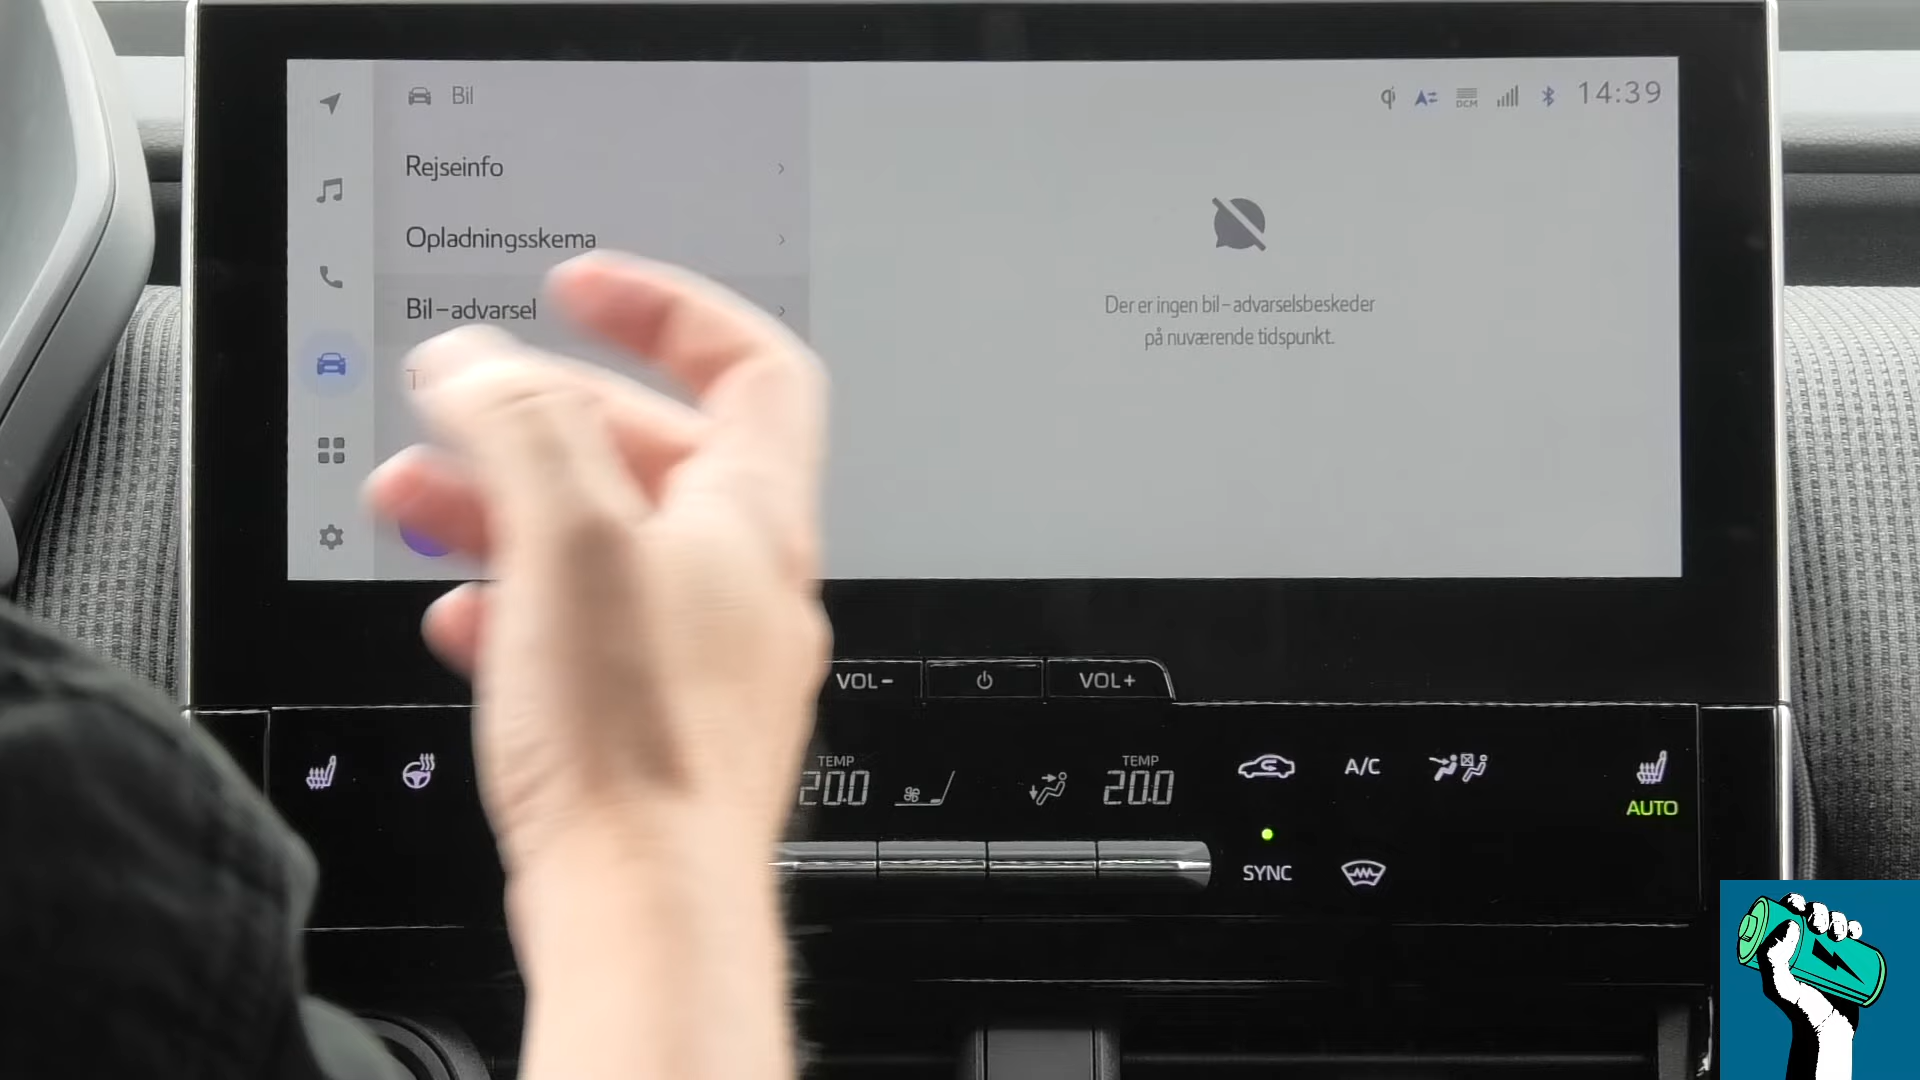 Bil
DCM
14:39
Rejseinfo
Opladningsskema
Bil-advarsel
Der er ingen bil-advarselsbeskeder
på nuværende tidspunkt.
VOL-
VOL+
TEMP
20.0
TEMP
20.0
A/C
AUTO
SYNC